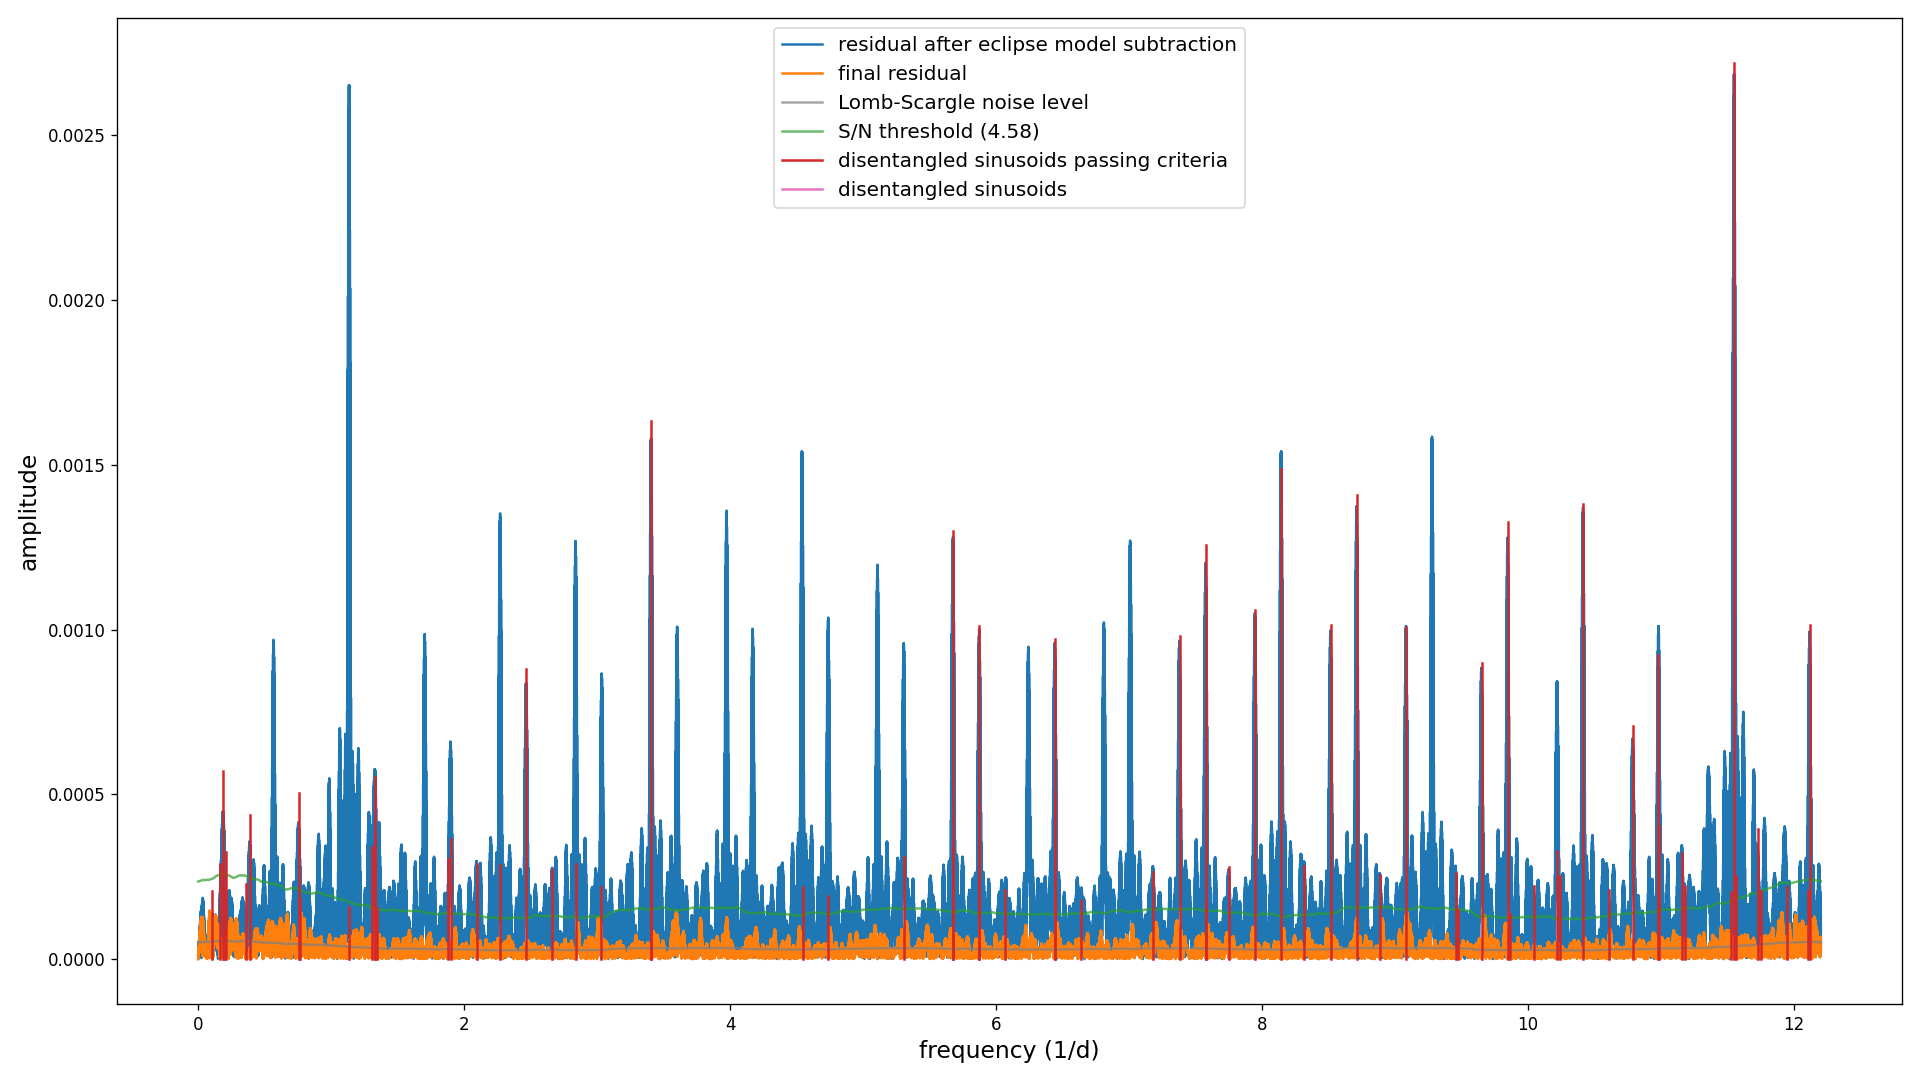 residual after eclipse model subtraction
final residual
Lomb-Scargle noise level
S/N threshold (4.58)
disentangled sinusoids passing criteria
disentangled sinusoids
0.0025
0.0020
0.0015
0.0010
0.0005
0.0000
amplitude
0 2 4 6 8 10 12
frequency (1/d)